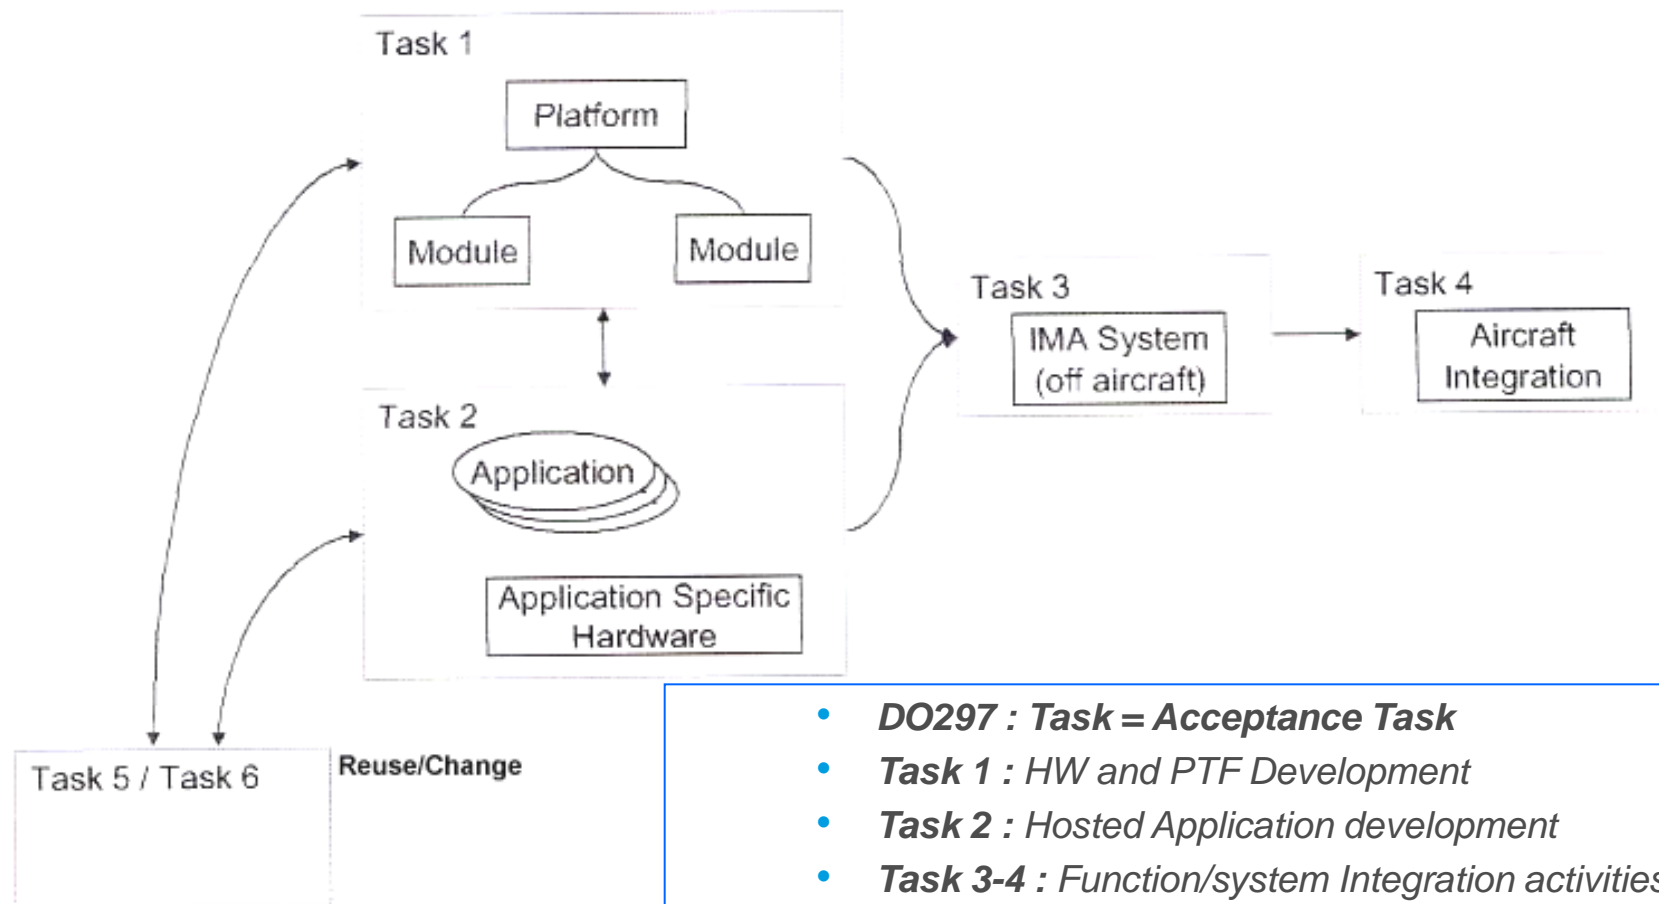 Task 1
Platform
Module
Module
Task 2
Application
Application Specific
Hardware
Task 3
IMA System
(off aircraft)
Task 4
Aircraft
Integration
Task 5 / Task 6
Reuse/Change
• DO297 : Task = Acceptance Task
• Task 1 : HW and PTF Development
• Task 2 : Hosted Application development
• Task 3-4 : Function/system Integration activities